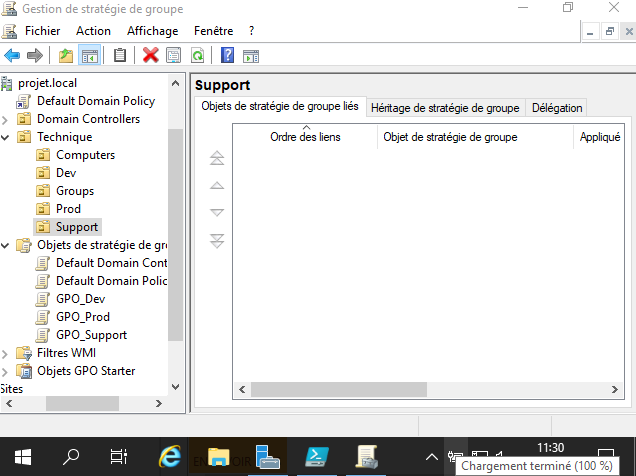 Gestion de stratégie de groupe
Fichier Action Affichage Fenêtre ?
projet.local
Default Domain Policy
Domain Controllers
Technique
Computers
Dev
Groups
Prod
Support
Objets de stratégie de gr
Default Domain Cont
Default Domain Polic
GPO_Dev
GPO_Prod
GPO_Support
Filtres WMI
Objets GPO Starter
Sites
Support
Objets de stratégie de groupe liés Héritage de stratégie de groupe Délégation
Ordre des liens Objet de stratégie de groupe Appliqué
11:30
Chargement terminé (100 %)